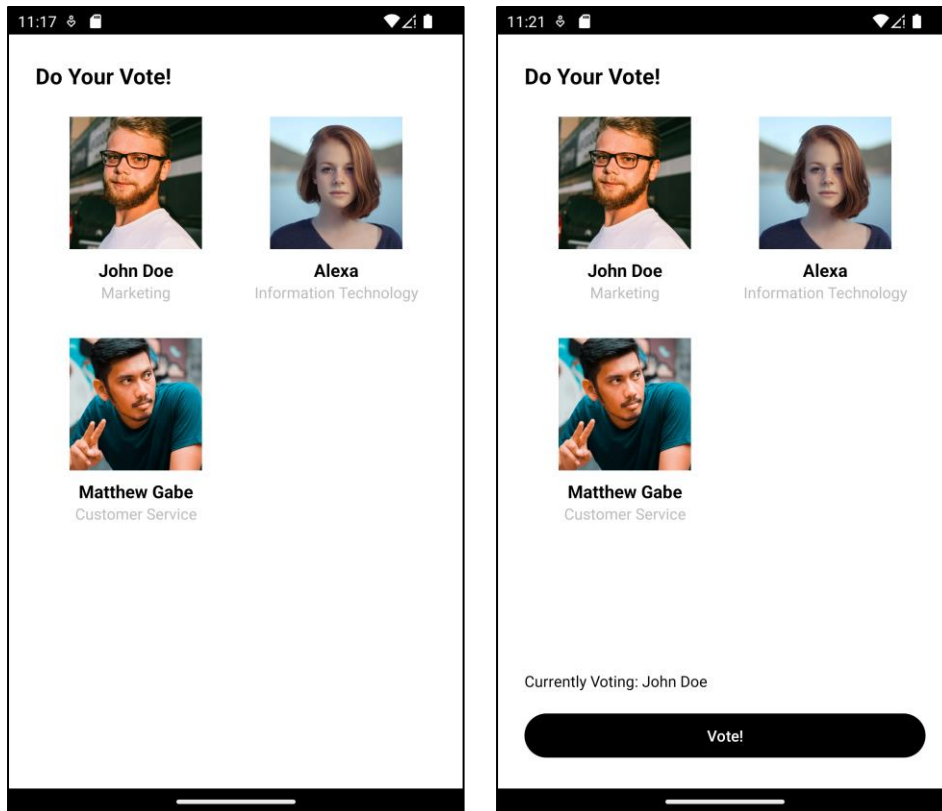 11:17
Do Your Vote!
John Doe
Marketing
Alexa
Information Technology
Matthew Gabe
Customer Service
11:21
Do Your Vote!
John Doe
Marketing
Alexa
Information Technology
Matthew Gabe
Customer Service
Currently Voting: John Doe
Vote!